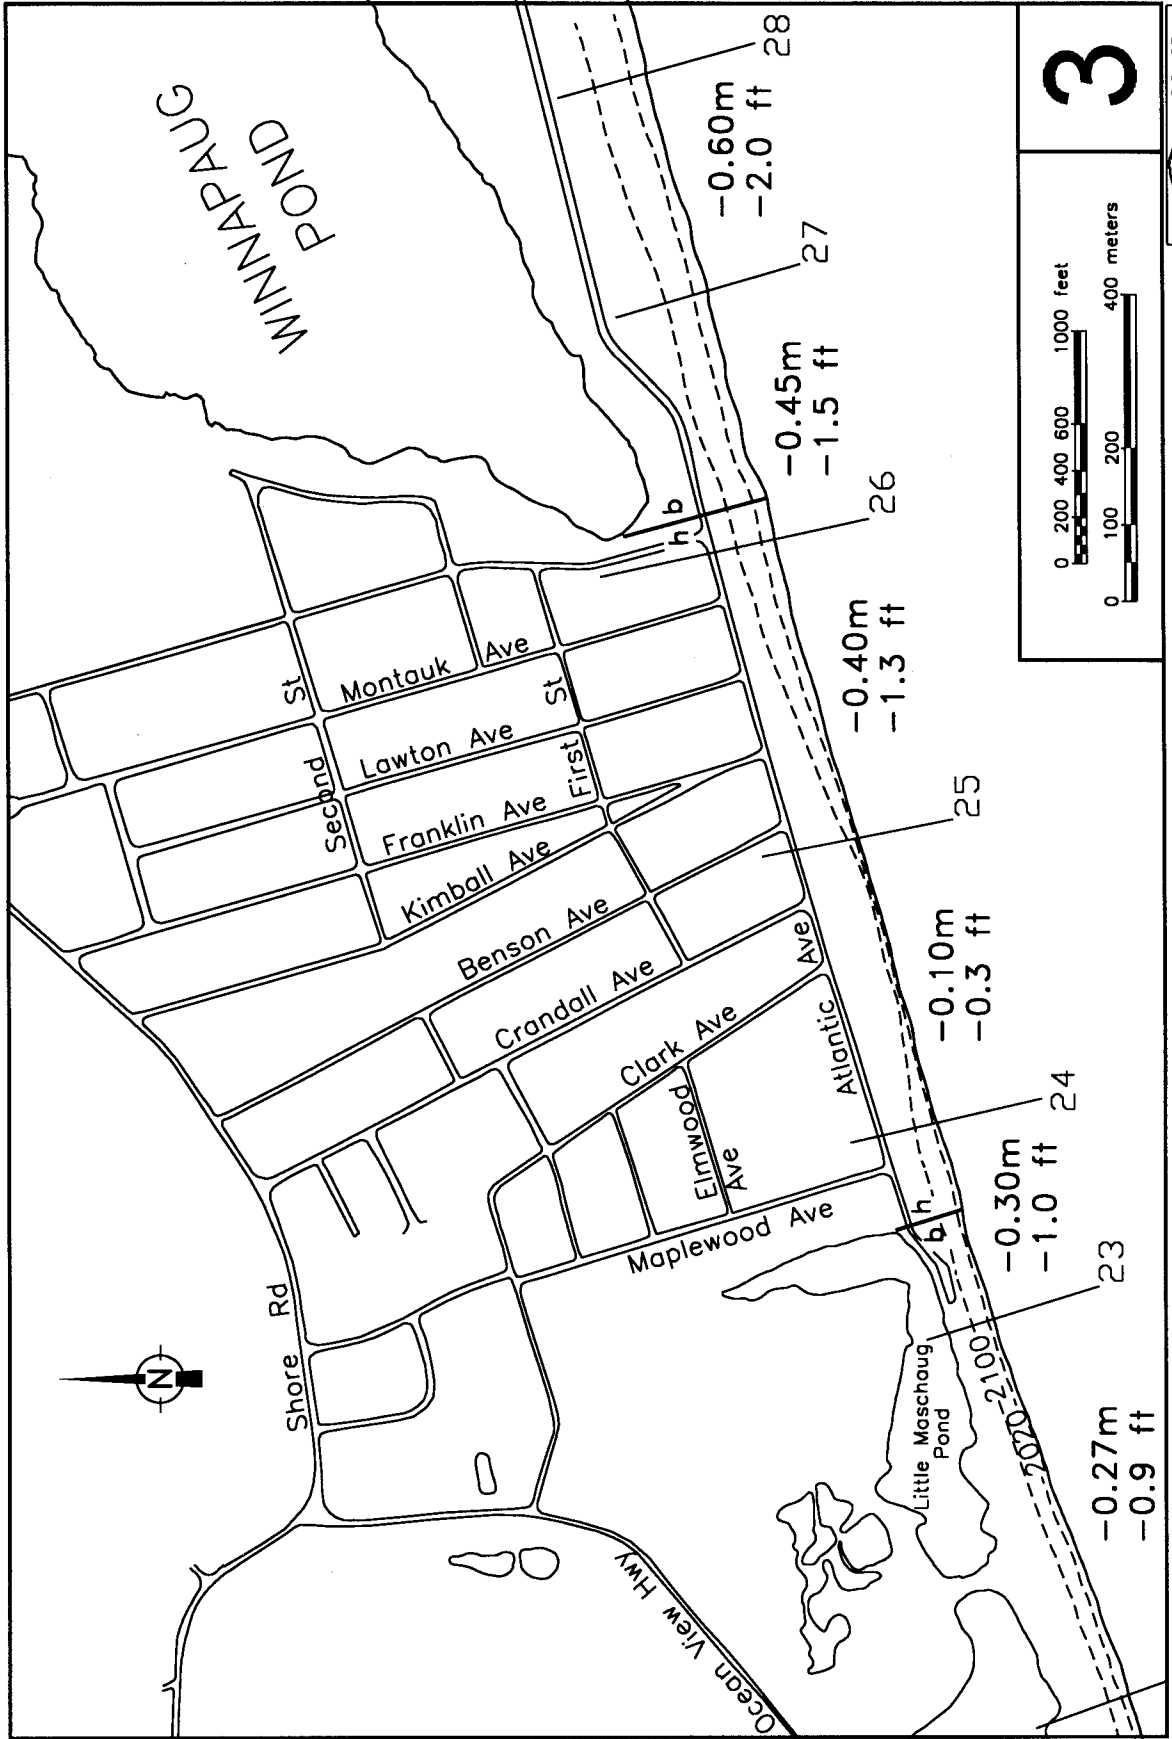 WINNAPAUG
POND
28
-0.60m
-2.0 ft
27
-0.45m
-1.5 ft
26
h b
-0.40m
-1.3 ft
25
-0.10m
-0.3 ft
24
-0.30m
-1.0 ft
b h
23
-0.27m
-0.9 ft
2100
2020
Second St
First St
Montauk Ave
Lawton Ave
Franklin Ave
Kimball Ave
Benson Ave
Crandall Ave
Clark Ave
Elmwood
Ave
Atlantic Ave
Maplewood Ave
Shore Rd
Ocean View Hwy
Little Maschaug
Pond
N
0 200 400 600 1000 feet
0 100 200 400 meters
3